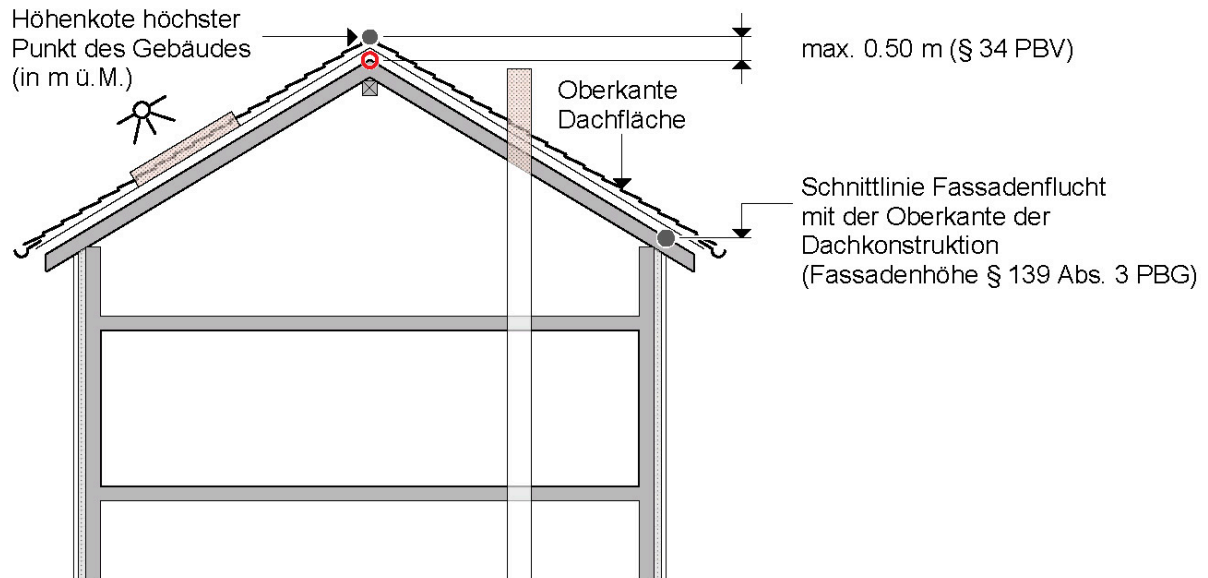 Höhenkote höchster
Punkt des Gebäudes
(in m ü.M.)
max. 0.50 m (§ 34 PBV)
Oberkante
Dachfläche
Schnittlinie Fassadenflucht
mit der Oberkante der
Dachkonstruktion
(Fassadenhöhe § 139 Abs. 3 PBG)